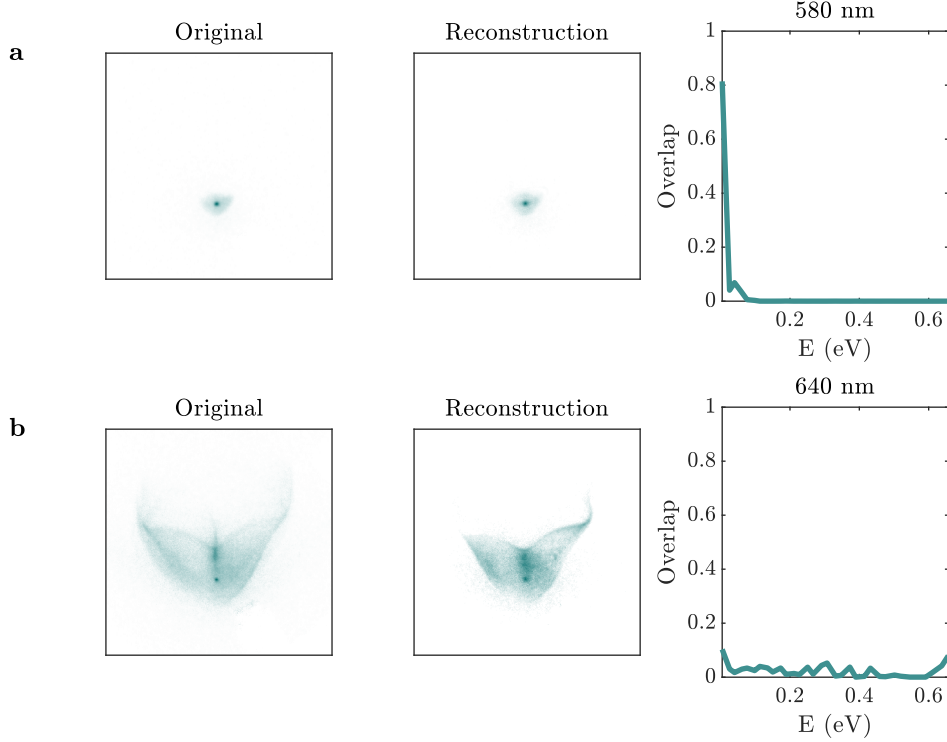 a
Original
Reconstruction
580 nm
Overlap
1
0.8
0.6
0.4
0.2
0
0.2 0.4 0.6
E (eV)
b
Original
Reconstruction
640 nm
Overlap
1
0.8
0.6
0.4
0.2
0
0.2 0.4 0.6
E (eV)